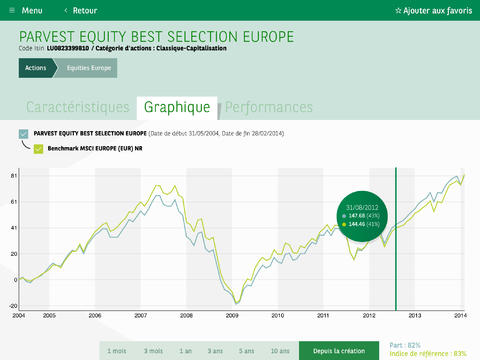 Menu
Retour
Ajouter aux favoris
PARVEST EQUITY BEST SELECTION EUROPE
Code Isin LU0823399810 / Catégorie d'actions : Classique-Capitalisation
Actions
Equities Europe
Caractéristiques
Graphique
Performances
PARVEST EQUITY BEST SELECTION EUROPE (Date de début 31/05/2004, Date de fin 28/02/2014)
Benchmark MSCI EUROPE (EUR) NR
81
61
41
20
0
-20
31/08/2012
147.68 (43%)
144.46 (41%)
2004 2005 2006 2007 2008 2009 2010 2011 2012 2013 2014
1 mois 3 mois 1 an 3 ans 5 ans 10 ans Depuis la création
Part : 82%
Indice de référence : 83%